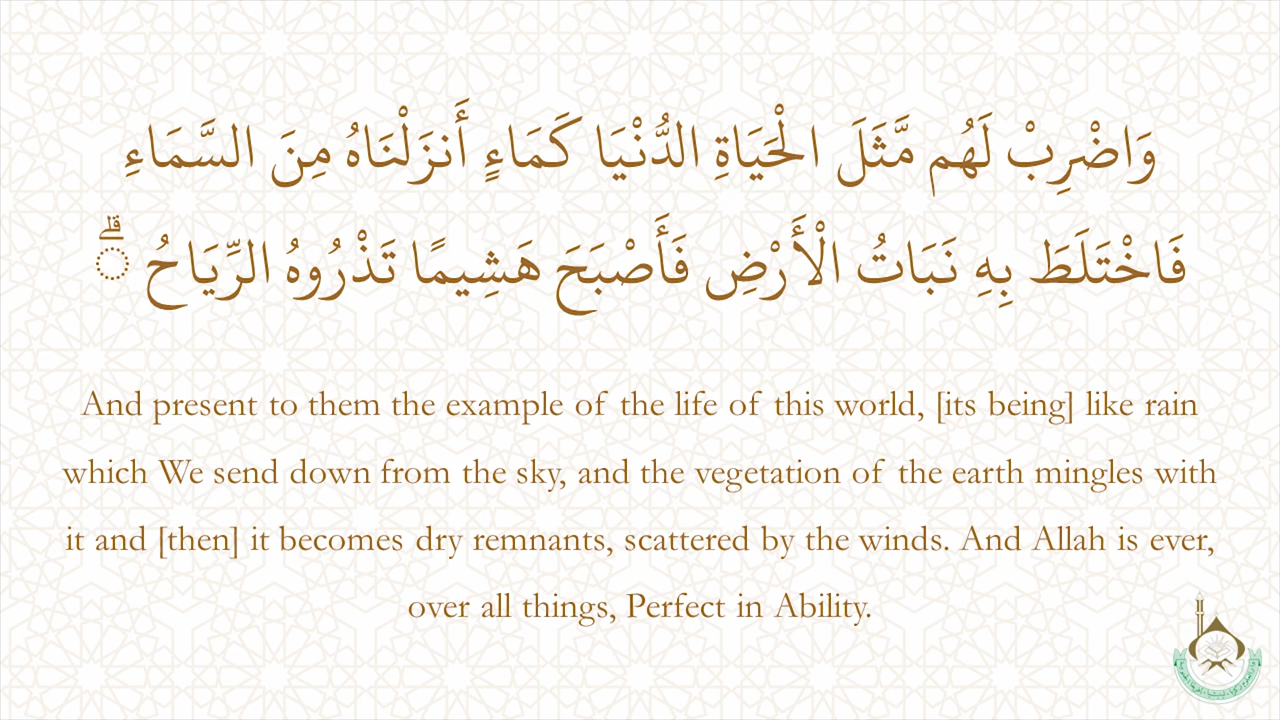 وَاضْرِبْ لَهُم مَّثَلَ الْحَيَاةِ الدُّنْيَا كَمَاءٍ أَنزَلْنَاهُ مِنَ السَّمَاءِ
فَاخْتَلَطَ بِهِ نَبَاتُ الْأَرْضِ فَأَصْبَحَ هَشِيمًا تَذْرُوهُ الرِّيَاحُ ۗ
And present to them the example of the life of this world, [its being] like rain
which We send down from the sky, and the vegetation of the earth mingles with
it and [then] it becomes dry remnants, scattered by the winds. And Allah is ever,
over all things, Perfect in Ability.